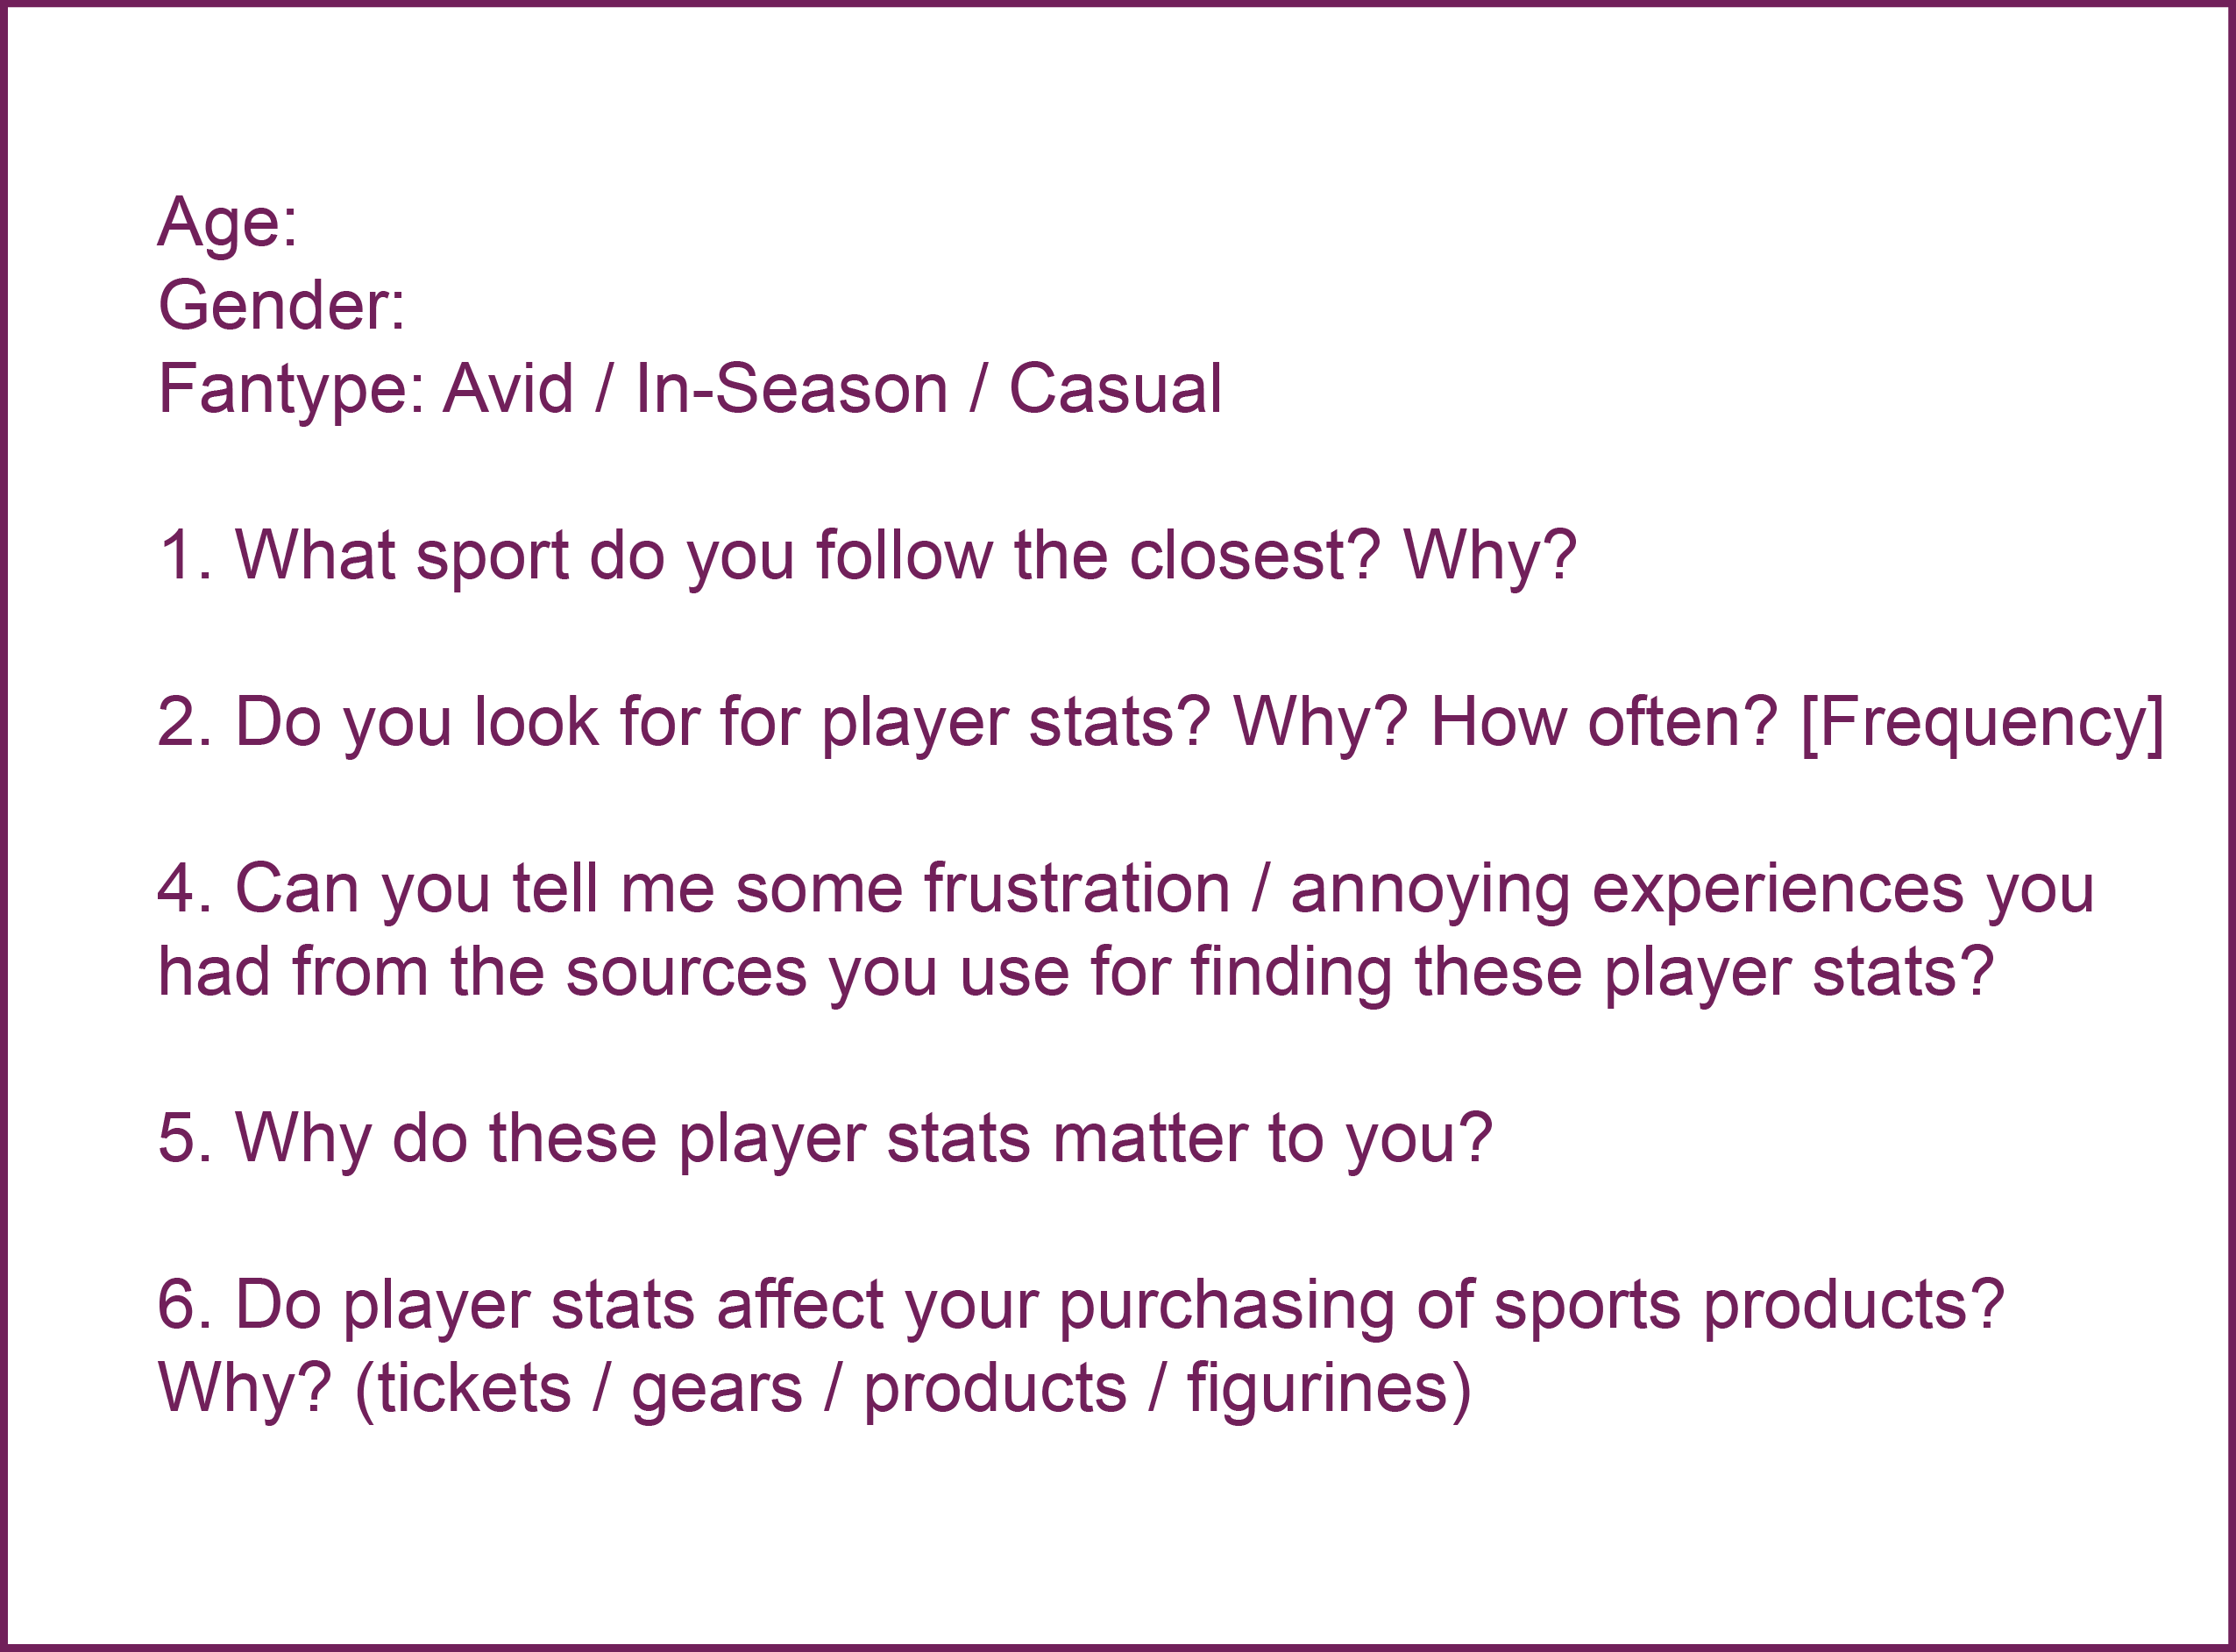 Age:
Gender:
Fantype: Avid / In-Season / Casual
1. What sport do you follow the closest? Why?
2. Do you look for for player stats? Why? How often? [Frequency]
4. Can you tell me some frustration / annoying experiences you
had from the sources you use for finding these player stats?
5. Why do these player stats matter to you?
6. Do player stats affect your purchasing of sports products?
Why? (tickets / gears / products / figurines)